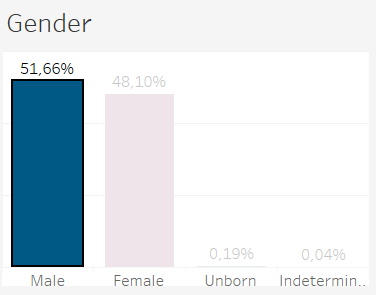 Gender
51,66%
48,10%
0,19%
0,04%
Male Female Unborn Indetermin..